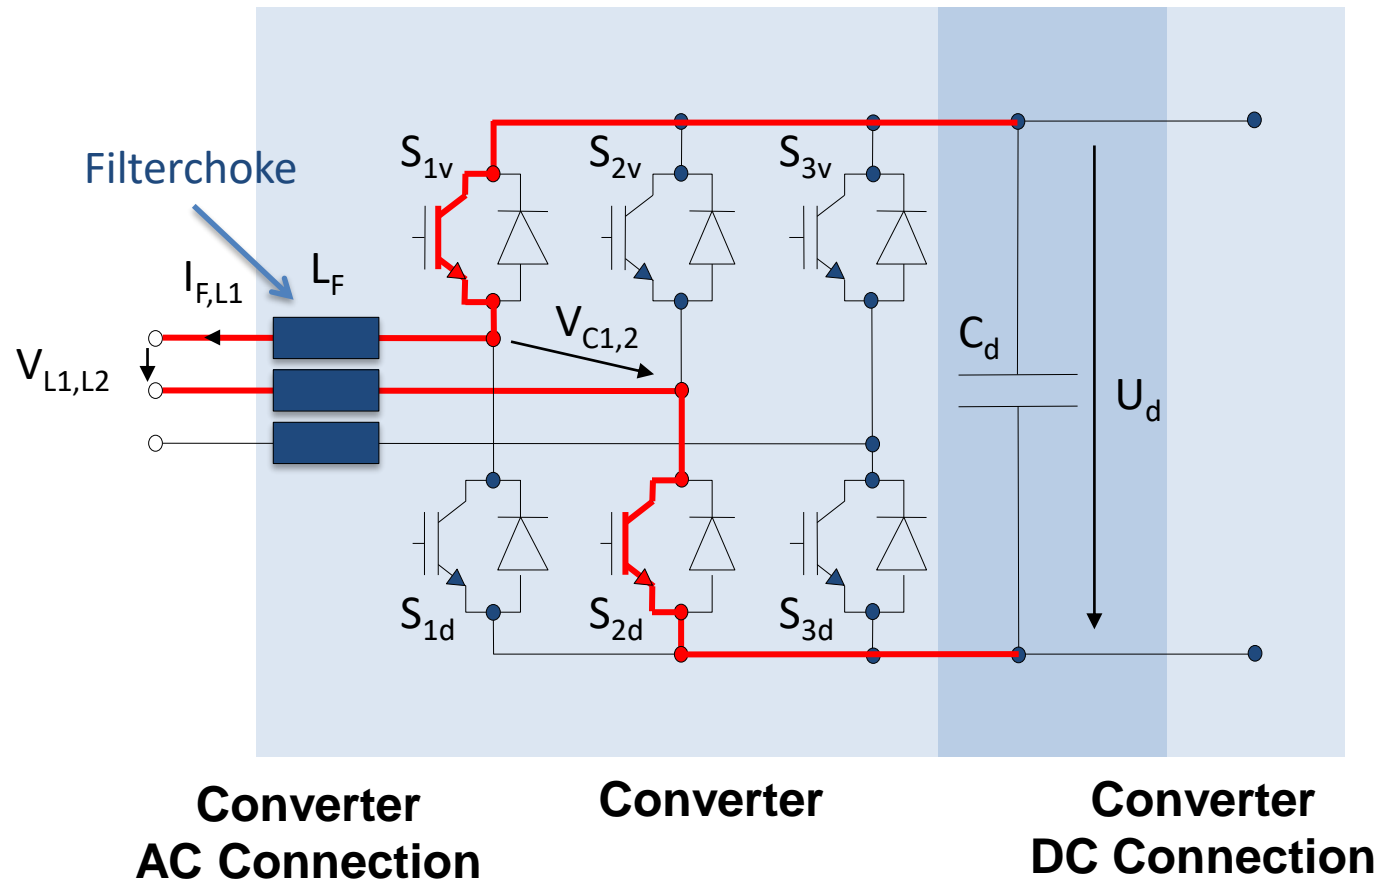 S1v
S2v
S3v
Filterchoke
IF,L1
LF
VC1,2
Cd
VL1,L2
Ud
S1d
S2d
S3d
Converter
AC Connection
Converter
Converter
DC Connection